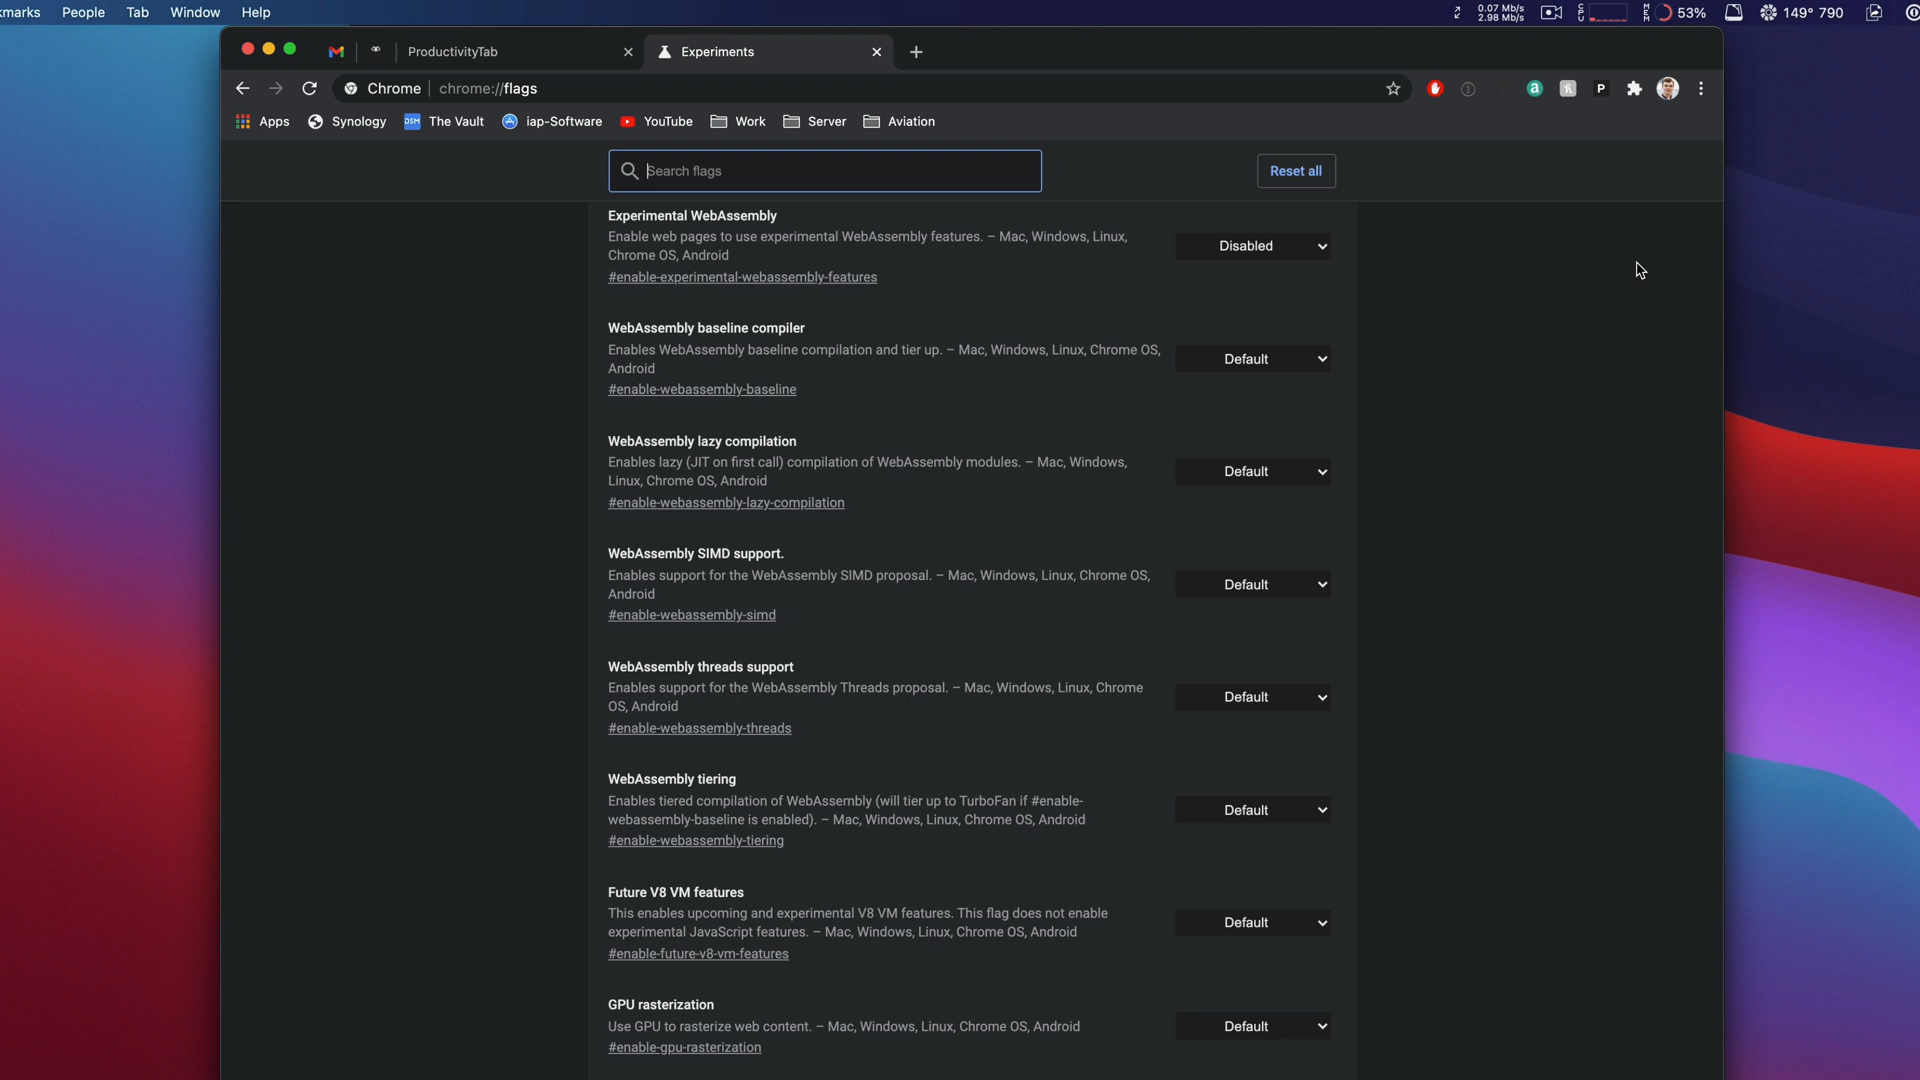 kmarks People Tab Window Help
0.07 Mb/s
2.98 Mb/s
CPU
MEM
53%
149° 790
ProductivityTab
Experiments
Chrome chrome://flags
P
Apps Synology DSM The Vault iap-Software YouTube Work Server Aviation
Search flags
Reset all
Experimental WebAssembly
Enable web pages to use experimental WebAssembly features. – Mac, Windows, Linux,
Chrome OS, Android
#enable-experimental-webassembly-features
Disabled
WebAssembly baseline compiler
Enables WebAssembly baseline compilation and tier up. – Mac, Windows, Linux, Chrome OS,
Android
#enable-webassembly-baseline
Default
WebAssembly lazy compilation
Enables lazy (JIT on first call) compilation of WebAssembly modules. – Mac, Windows,
Linux, Chrome OS, Android
#enable-webassembly-lazy-compilation
Default
WebAssembly SIMD support.
Enables support for the WebAssembly SIMD proposal. – Mac, Windows, Linux, Chrome OS,
Android
#enable-webassembly-simd
Default
WebAssembly threads support
Enables support for the WebAssembly Threads proposal. – Mac, Windows, Linux, Chrome
OS, Android
#enable-webassembly-threads
Default
WebAssembly tiering
Enables tiered compilation of WebAssembly (will tier up to TurboFan if #enable-
webassembly-baseline is enabled). – Mac, Windows, Linux, Chrome OS, Android
#enable-webassembly-tiering
Default
Future V8 VM features
This enables upcoming and experimental V8 VM features. This flag does not enable
experimental JavaScript features. – Mac, Windows, Linux, Chrome OS, Android
#enable-future-v8-vm-features
Default
GPU rasterization
Use GPU to rasterize web content. – Mac, Windows, Linux, Chrome OS, Android
#enable-gpu-rasterization
Default